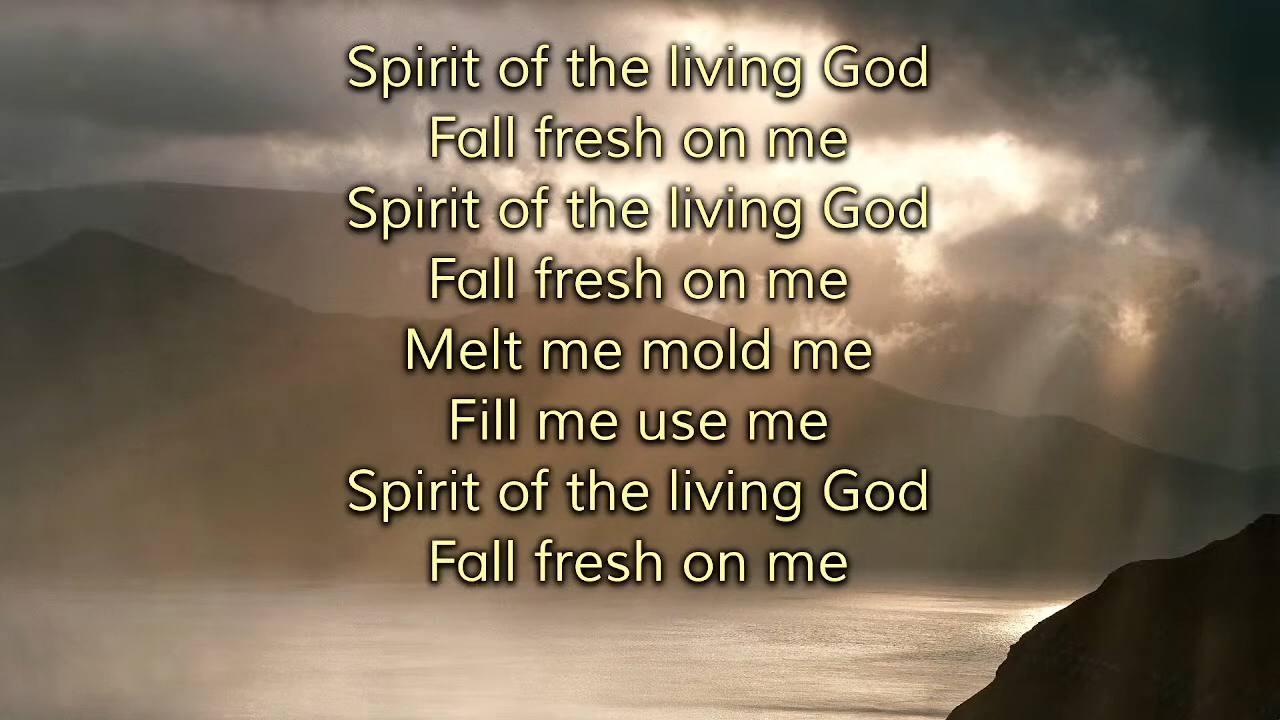 Spirit of the living God
Fall fresh on me
Spirit of the living God
Fall fresh on me
Melt me mold me
Fill me use me
Spirit of the living God
Fall fresh on me